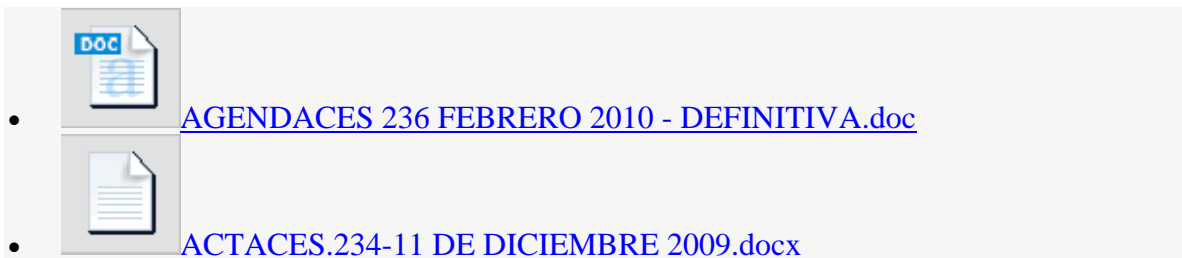 DOC
a
AGENDACES 236 FEBRERO 2010 - DEFINITIVA.doc
ACTACES.234-11 DE DICIEMBRE 2009.docx